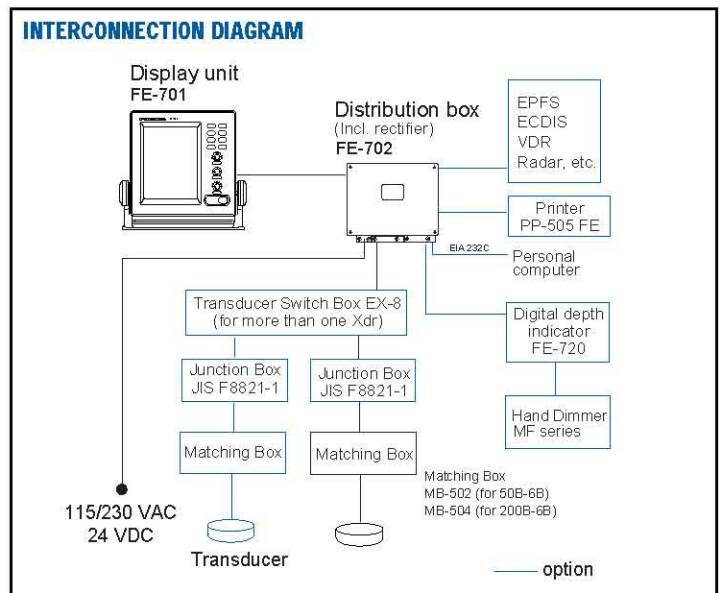 INTERCONNECTION DIAGRAM
Display unit
FE-701
Distribution box
(Incl. rectifier)
FE-702
EPFS
ECDIS
VDR
Radar, etc.
Printer
PP-505 FE
EIA232C
Personal
computer
Transducer Switch Box EX-8
(for more than one Xdr)
Digital depth
indicator
FE-720
Junction Box
JIS F8821-1
Junction Box
JIS F8821-1
Hand Dimmer
MF series
Matching Box
Matching Box
Matching Box
MB-502 (for 50B-6B)
MB-504 (for 200B-6B)
115/230 VAC
24 VDC
Transducer
option